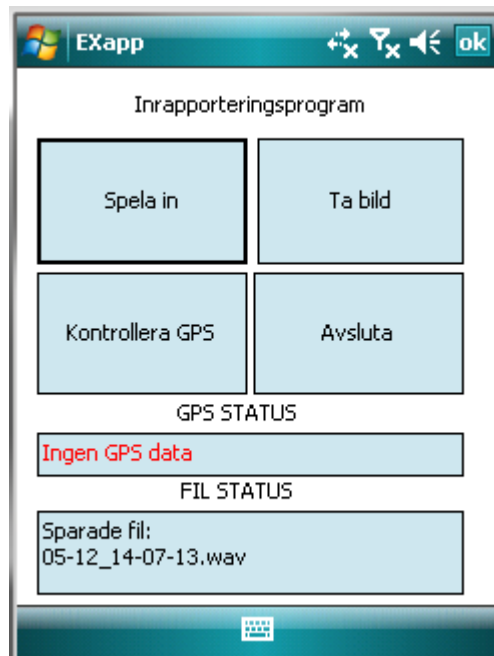 EXapp
ok
Inrapporteringsprogram
Spela in
Ta bild
Kontrollera GPS
Avsluta
GPS STATUS
Ingen GPS data
FIL STATUS
Sparade fil:
05-12_14-07-13.wav